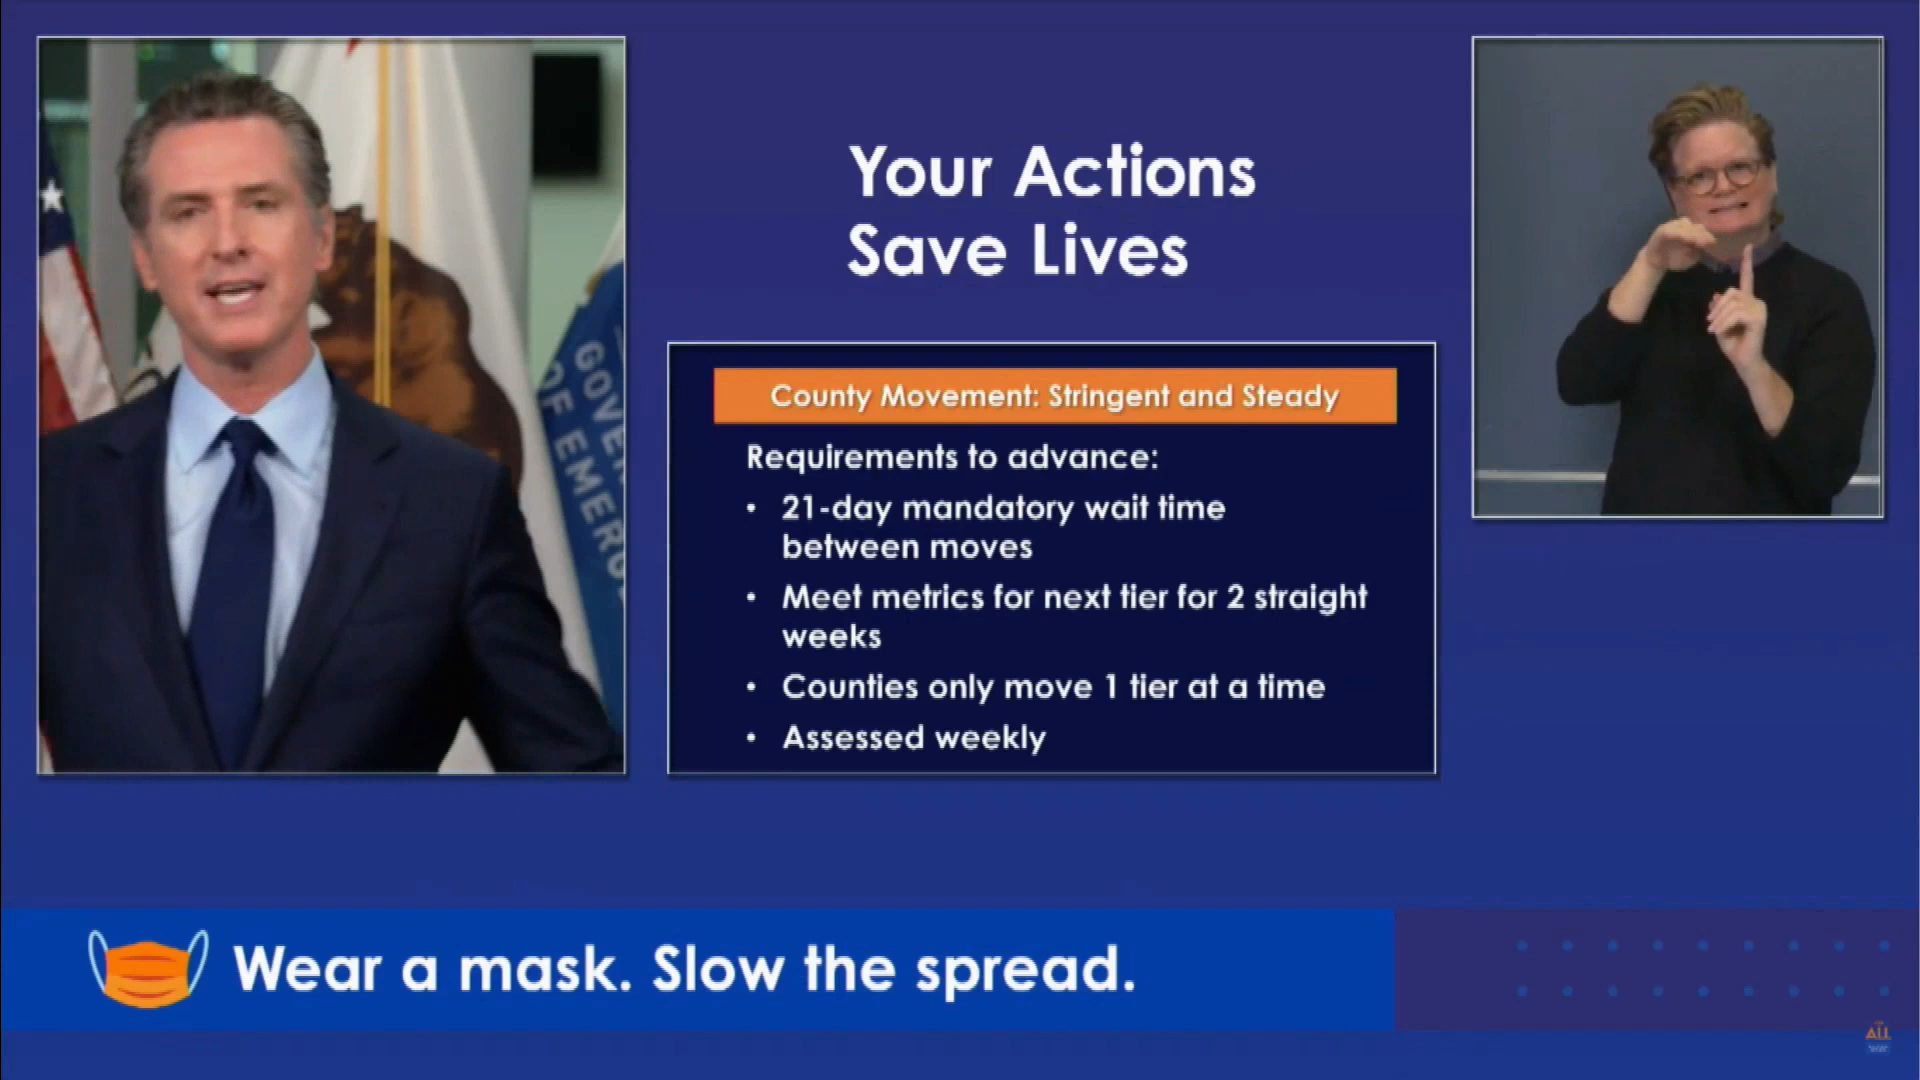 Your Actions
Save Lives
County Movement: Stringent and Steady
Requirements to advance:
• 21-day mandatory wait time
between moves
• Meet metrics for next tier for 2 straight
weeks
• Counties only move 1 tier at a time
• Assessed weekly
Wear a mask. Slow the spread.
ALL